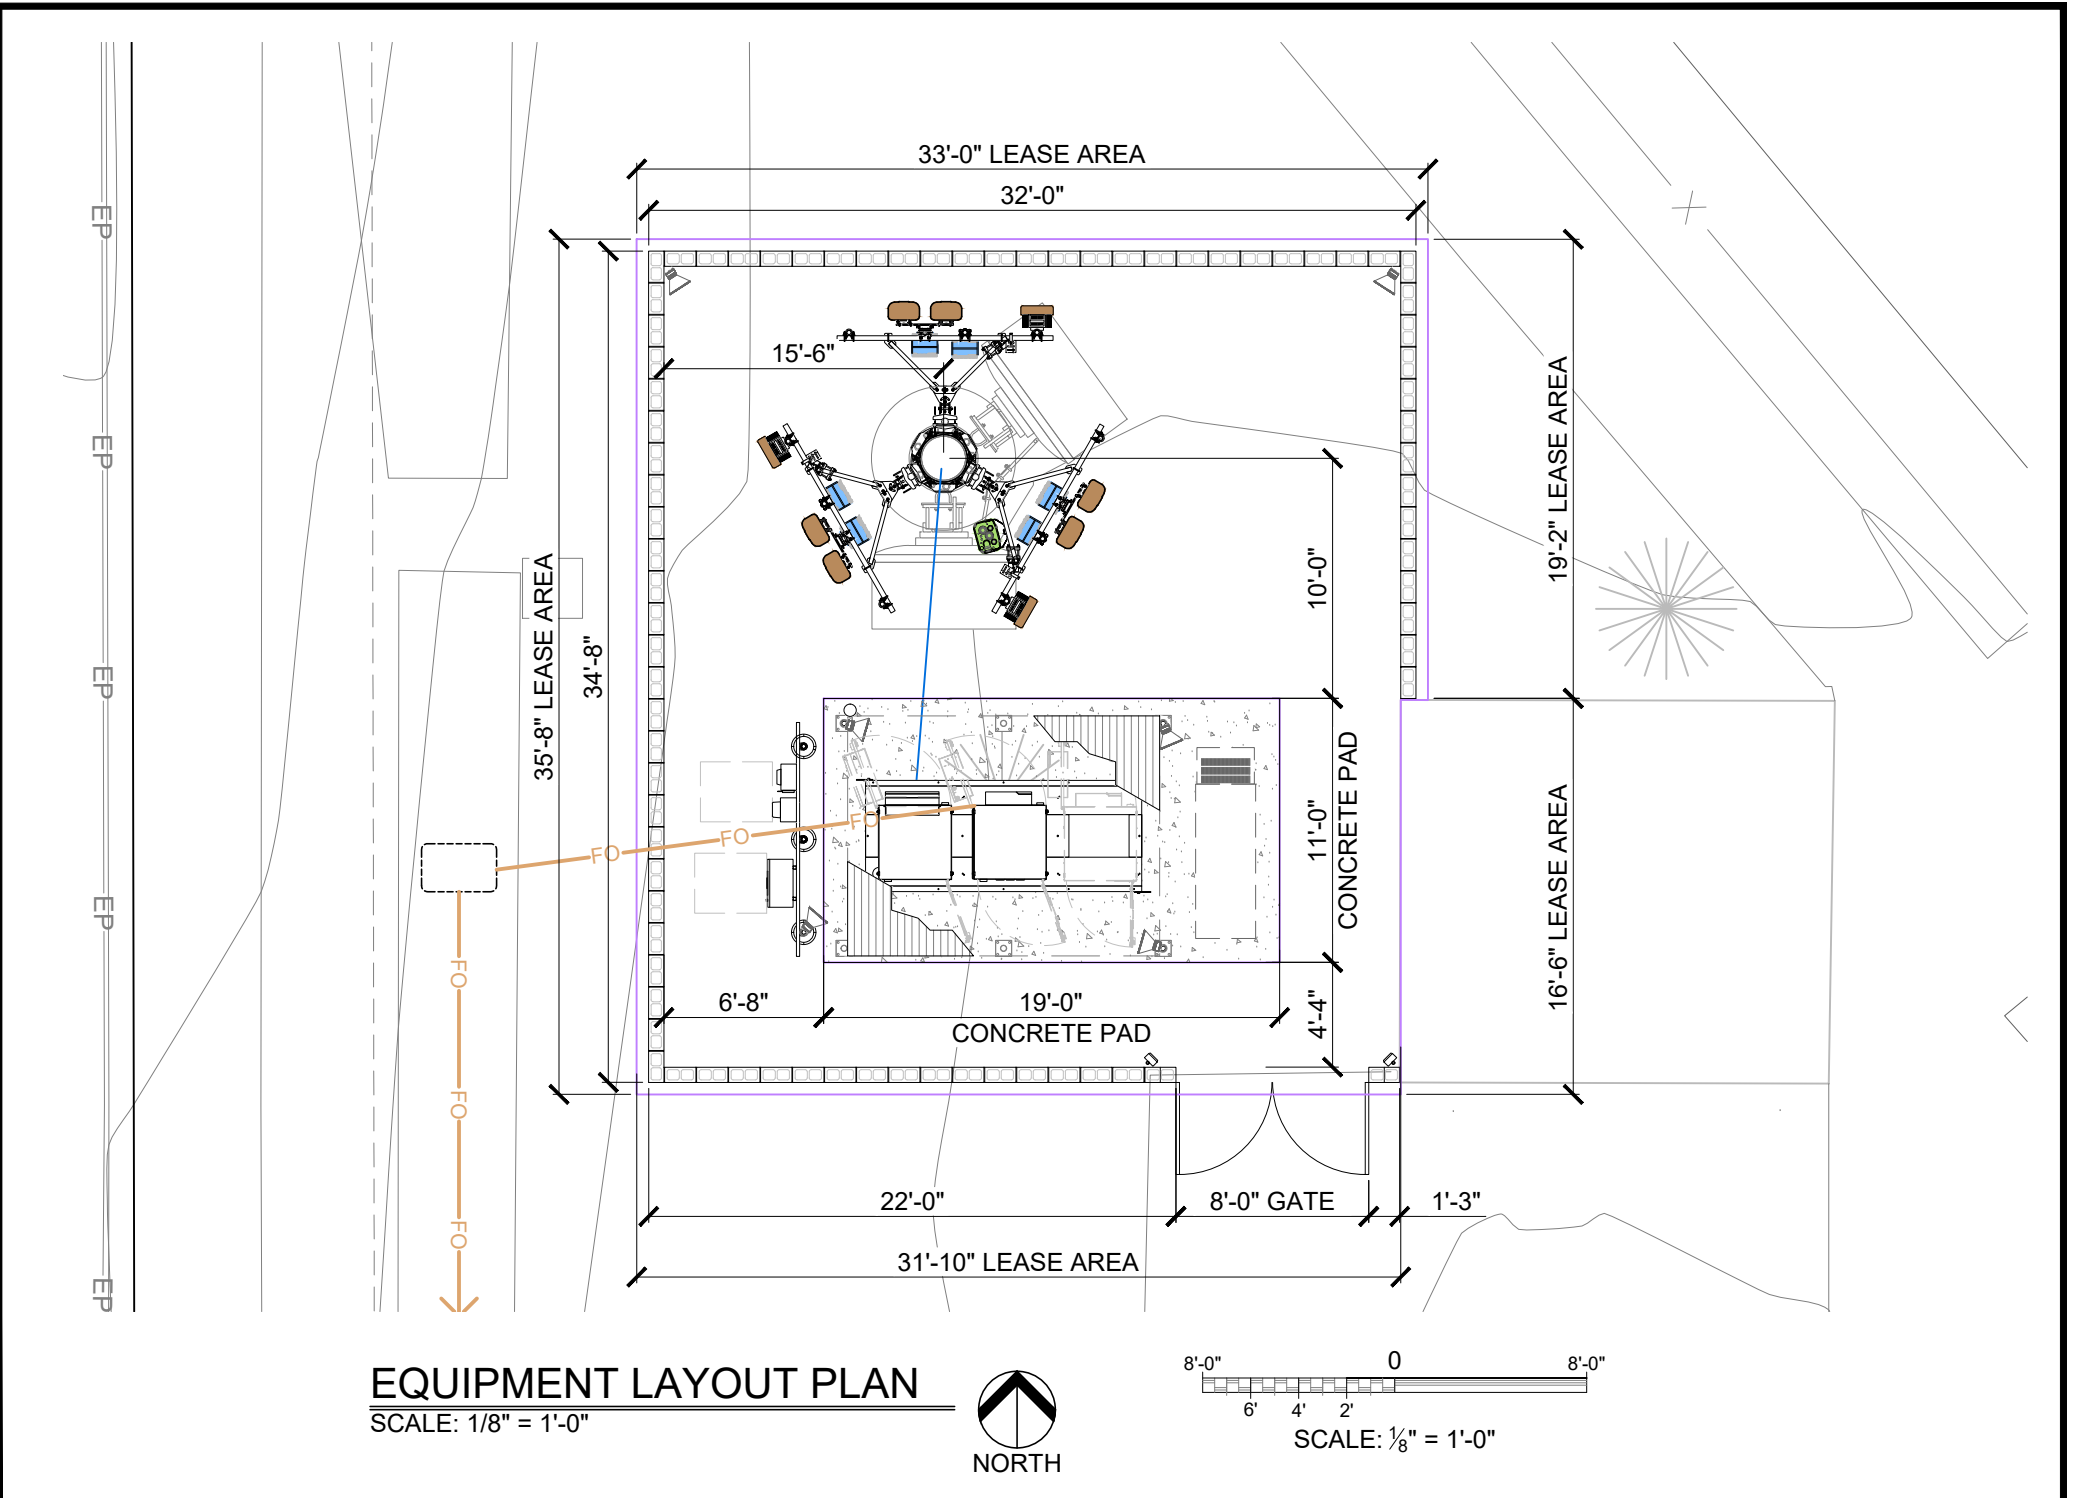 33'-0" LEASE AREA
32'-0"
EP
EP
EP
EP
EP
15'-6"
35'-8" LEASE AREA
34'-8"
19'-2" LEASE AREA
10'-0"
11'-0"
CONCRETE PAD
16'-6" LEASE AREA
FO
FO
FO
FO
FO
FO
6'-8"
19'-0"
CONCRETE PAD
4'-4"
22'-0"
8'-0" GATE
1'-3"
31'-10" LEASE AREA
EQUIPMENT LAYOUT PLAN
SCALE: 1/8" = 1'-0"
NORTH
8'-0"
0
8'-0"
6'
4'
2'
SCALE: ⅛" = 1'-0"